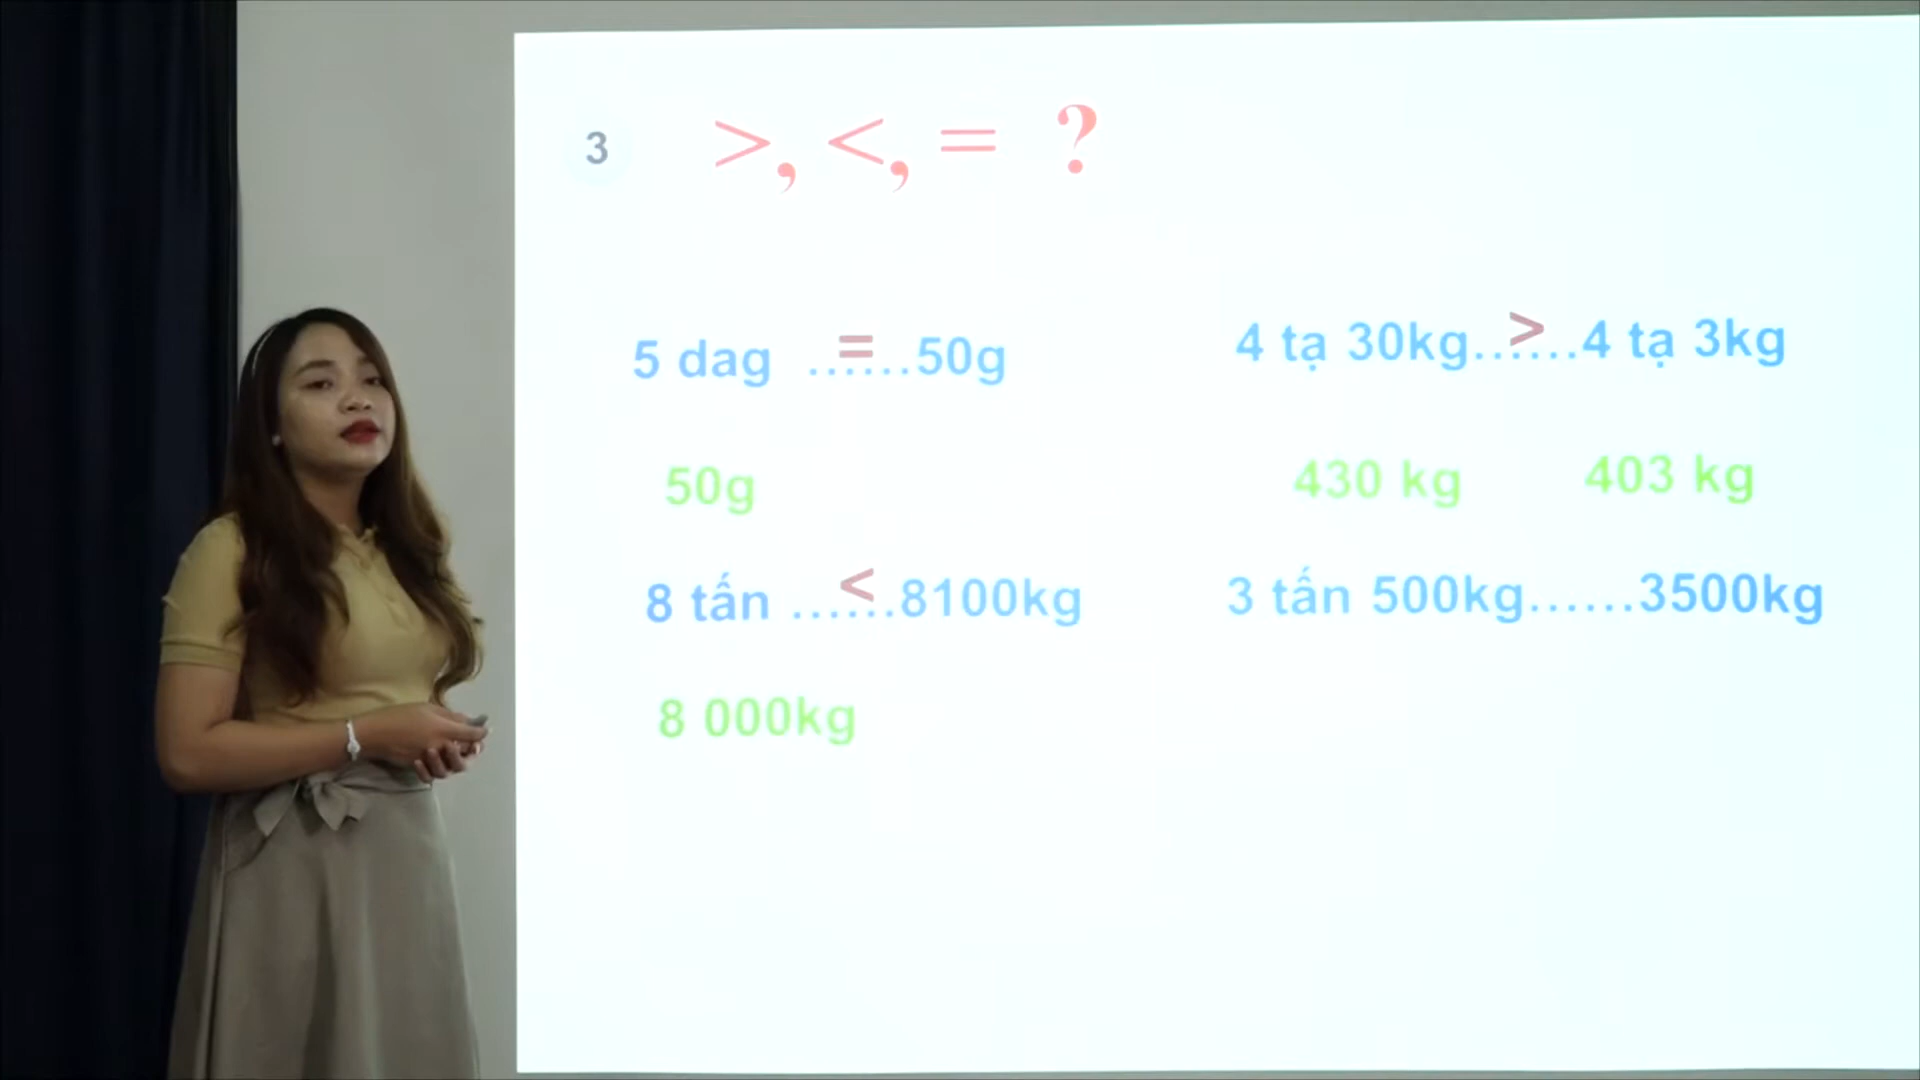 3 >, <, = ?
5 dag ...=...50g
4 tạ 30kg...>...4 tạ 3kg
50g
430 kg 403 kg
8 tấn ...<...8100kg
3 tấn 500kg......3500kg
8 000kg